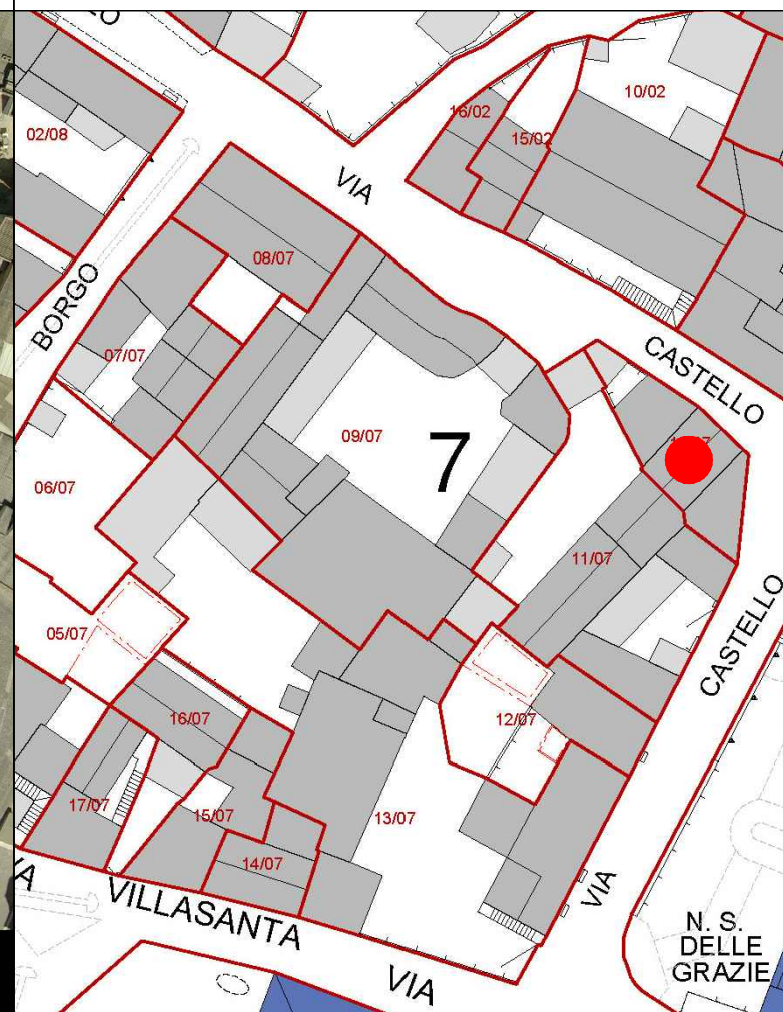 O
02/08
16/02
15/02
10/02
VIA
08/07
BORGO
CASTELLO
07/07
09/07
7
06/07
11/07
05/07
CASTELLO
16/07
12/07
17/07
15/07
13/07
14/07
VIA
VILLASANTA
VIA
N. S.
DELLE
GRAZIE